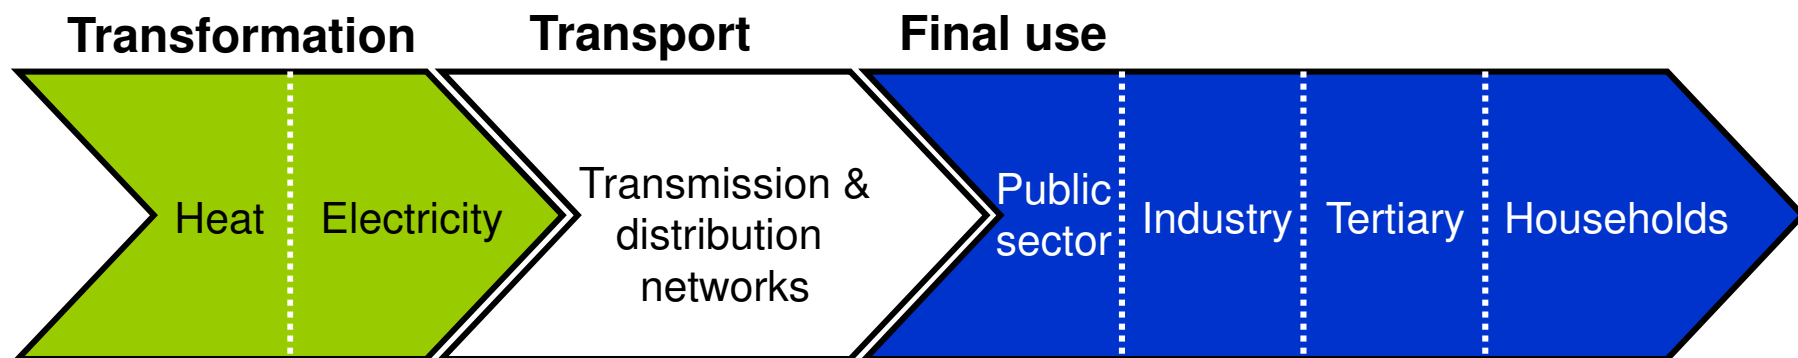 Transformation
Transport
Final use
Heat
Electricity
Transmission &
distribution
networks
Public
sector
Industry
Tertiary
Households